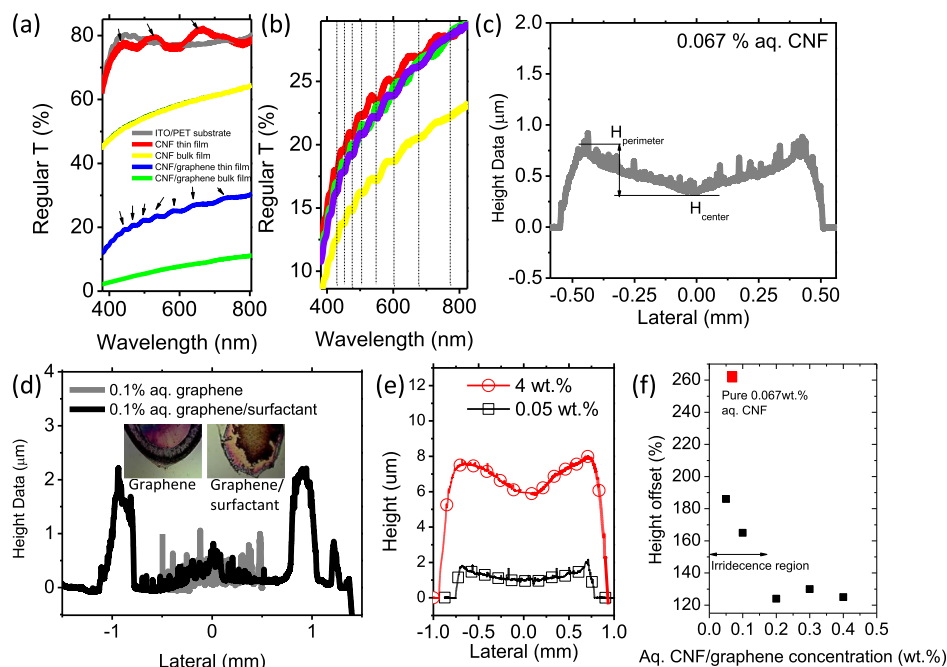 (a)
80
60
40
20
0
Regular T (%)
ITO/PET substrate
CNF thin film
CNF bulk film
CNF/graphene thin film
CNF/graphene bulk film
400
600
800
Wavelength (nm)
(b)
25
20
15
10
Regular T (%)
400
600
800
Wavelength (nm)
(c)
2.0
1.5
1.0
0.5
0.0
-0.5
Height Data (μm)
0.067 % aq. CNF
H perimeter
H center
-0.50
-0.25
0.00
0.25
0.50
Lateral (mm)
(d)
4
3
2
1
0
Height Data (μm)
0.1% aq. graphene
0.1% aq. graphene/surfactant
Graphene
Graphene/
surfactant
-1
0
1
Lateral (mm)
(e)
12
10
8
6
4
2
0
Height (um)
4 wt.%
0.05 wt.%
-1.0
-0.5
0.0
0.5
1.0
Lateral (mm)
(f)
260
240
220
200
180
160
140
120
Height offset (%)
Pure 0.067wt.%
aq. CNF
Irridecence region
0.0
0.1
0.2
0.3
0.4
0.5
Aq. CNF/graphene concentration (wt.%)